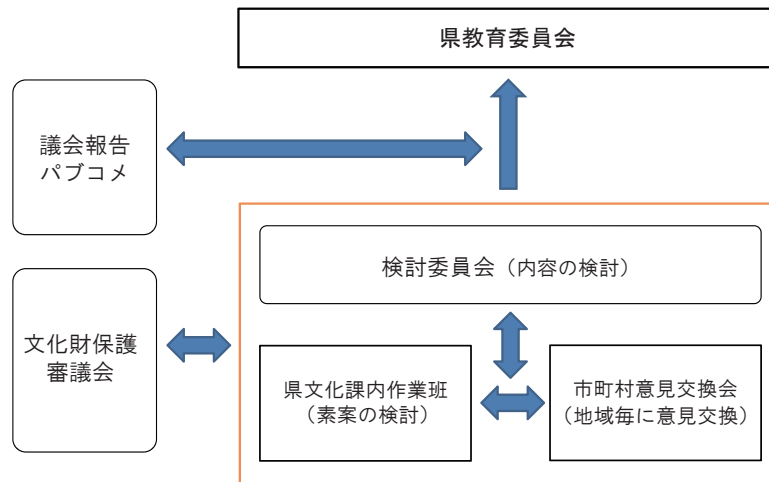 県教育委員会
議会報告
パブコメ
検討委員会（内容の検討）
文化財保護
審議会
県文化課内作業班
（素案の検討）
市町村意見交換会
（地域毎に意見交換）